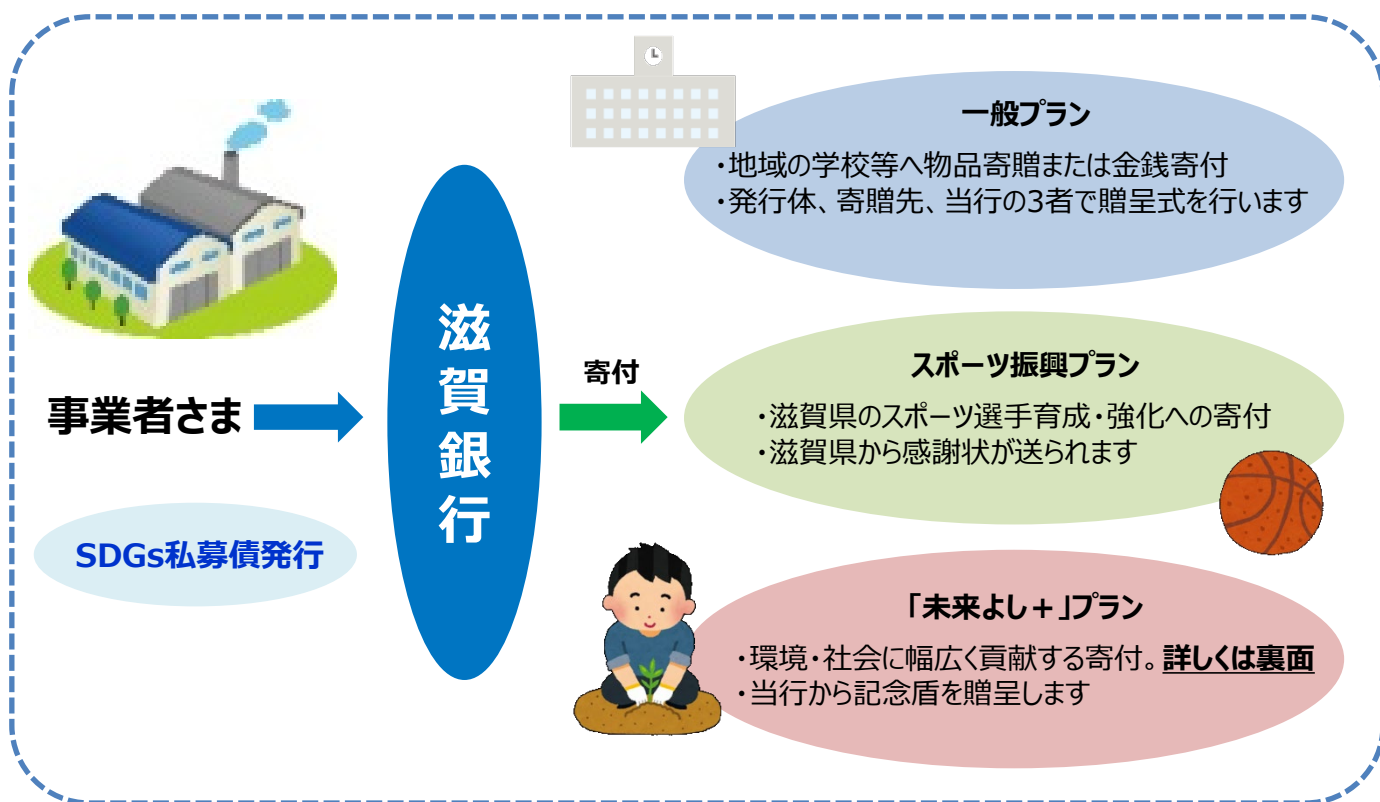 事業者さま
SDGs私募債発行
滋賀銀行
寄付
一般プラン
・地域の学校等へ物品寄贈または金銭寄付
・発行体、寄贈先、当行の3者で贈呈式を行います
スポーツ振興プラン
・滋賀県のスポーツ選手育成・強化への寄付
・滋賀県から感謝状が送られます
「未来よし＋」プラン
・環境・社会に幅広く貢献する寄付。詳しくは裏面
・当行から記念盾を贈呈します